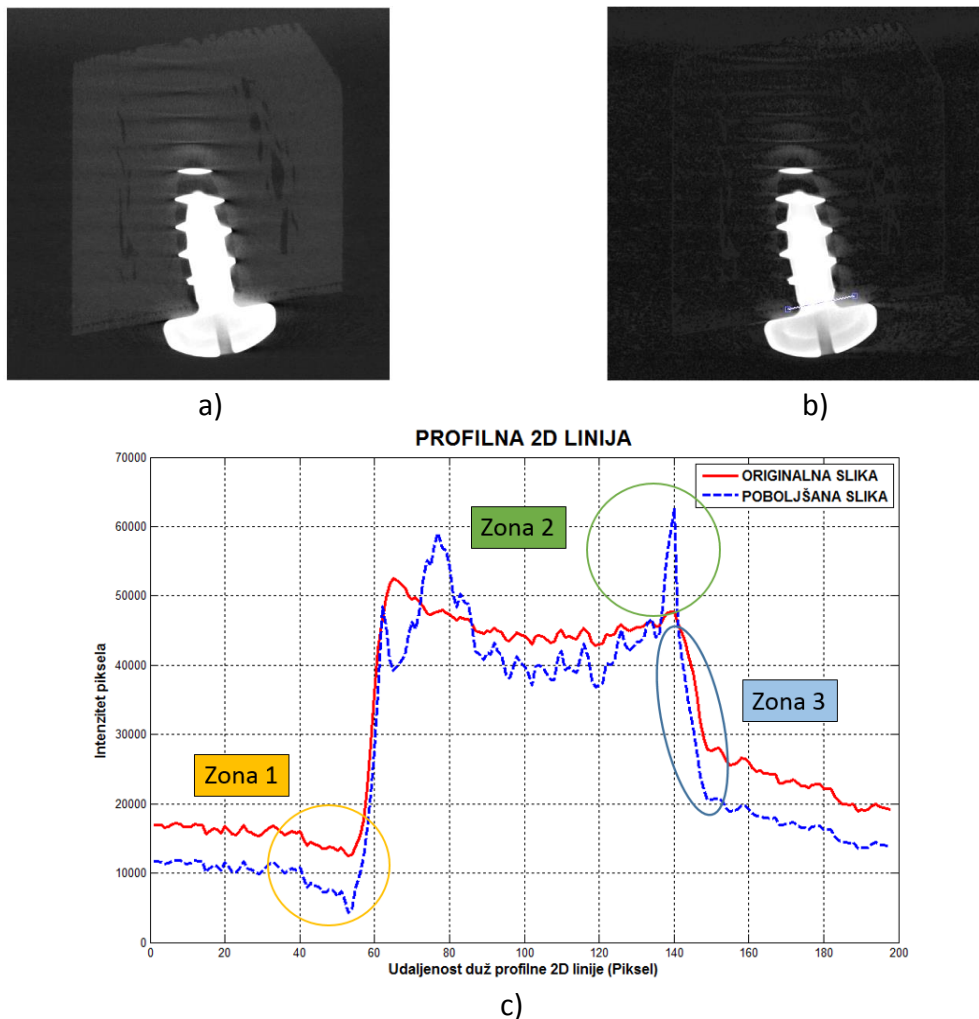 a)
b)
PROFILNA 2D LINIJA
70000
60000
50000
40000
30000
20000
10000
0
Intenzitet piksela
ORIGINALNA SLIKA
POBOLJŠANA SLIKA
Zona 2
Zona 3
Zona 1
0 20 40 60 80 100 120 140 160 180 200
Udaljenost duž profilne 2D linije (Piksel)
c)